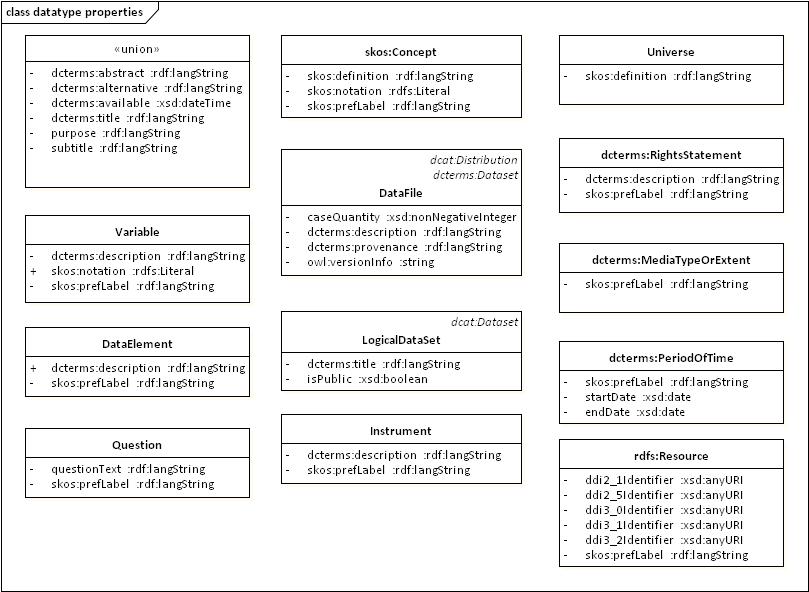 class datatype properties
«union»
- dcterms:abstract :rdf:langString
- dcterms:alternative :rdf:langString
- dcterms:available :xsd:dateTime
- dcterms:title :rdf:langString
- purpose :rdf:langString
- subtitle :rdf:langString
Variable
- dcterms:description :rdf:langString
+ skos:notation :rdfs:Literal
- skos:prefLabel :rdf:langString
DataElement
+ dcterms:description :rdf:langString
- skos:prefLabel :rdf:langString
Question
- questionText :rdf:langString
- skos:prefLabel :rdf:langString
skos:Concept
- skos:definition :rdf:langString
- skos:notation :rdfs:Literal
- skos:prefLabel :rdf:langString
dcat:Distribution
dcterms:Dataset
DataFile
- caseQuantity :xsd:nonNegativeInteger
- dcterms:description :rdf:langString
- dcterms:provenance :rdf:langString
- owl:versionInfo :string
dcat:Dataset
LogicalDataSet
- dcterms:title :rdf:langString
- isPublic :xsd:boolean
Instrument
- dcterms:description :rdf:langString
- skos:prefLabel :rdf:langString
Universe
- skos:definition :rdf:langString
dcterms:RightsStatement
- dcterms:description :rdf:langString
- skos:prefLabel :rdf:langString
dcterms:MediaTypeOrExtent
- skos:prefLabel :rdf:langString
dcterms:PeriodOfTime
- skos:prefLabel :rdf:langString
- startDate :xsd:date
- endDate :xsd:date
rdfs:Resource
- ddi2_1Identifier :xsd:anyURI
- ddi2_5Identifier :xsd:anyURI
- ddi3_0Identifier :xsd:anyURI
- ddi3_1Identifier :xsd:anyURI
- ddi3_2Identifier :xsd:anyURI
- skos:prefLabel :rdf:langString